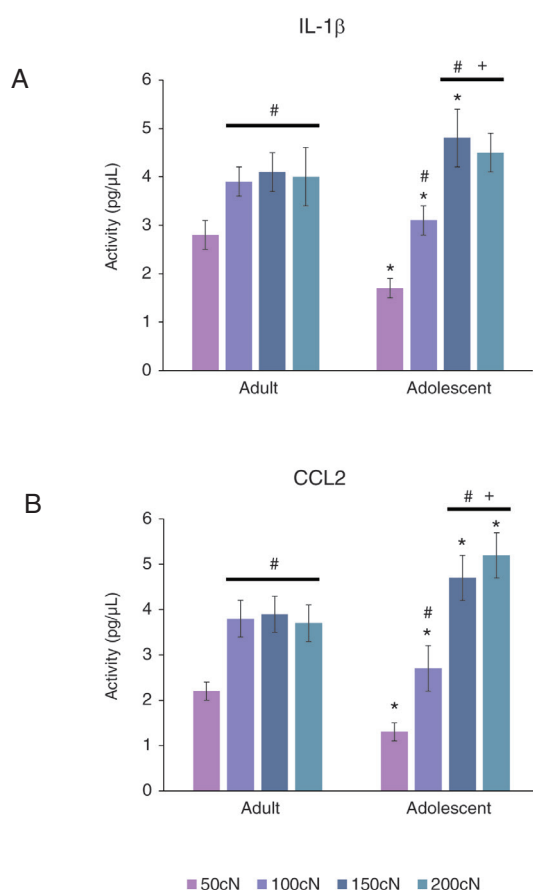 IL-1β
A
# +
6
*
#
5
#
4
*
3
*
2
1
0
Activity (pg/μL)
Adult
Adolescent
CCL2
B
# +
6
*
*
#
5
#
4
*
3
*
2
1
0
Activity (pg/μL)
Adult
Adolescent
50cN 100cN 150cN 200cN